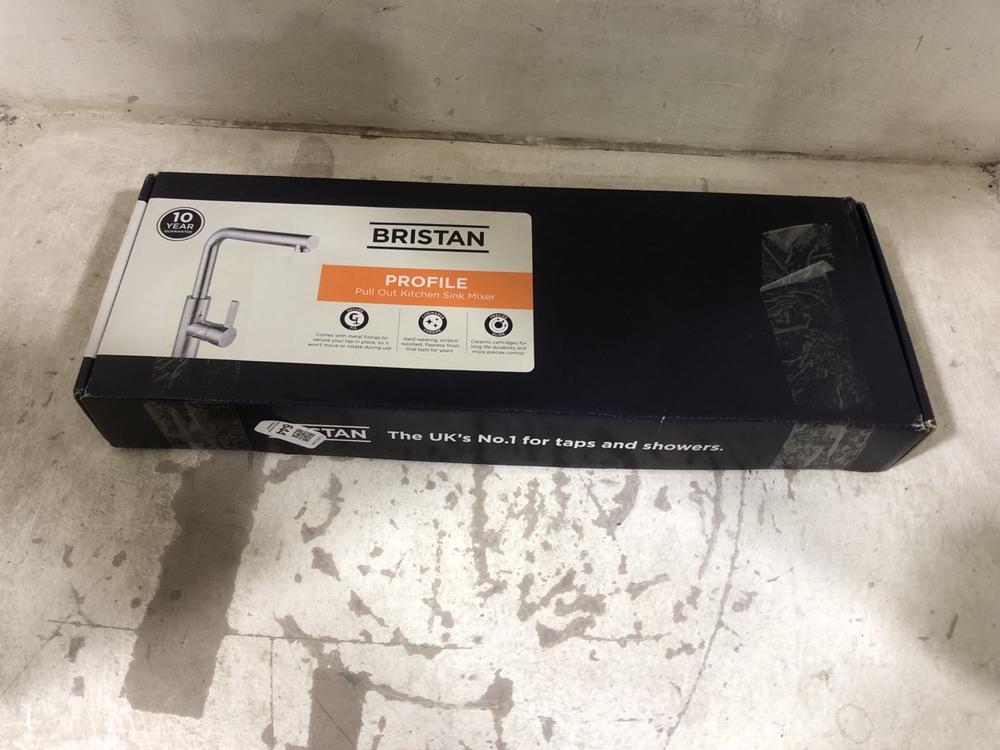 10
YEAR
GUARANTEE
BRISTAN
PROFILE
Pull Out Kitchen Sink Mixer
Comes with metal fixings to
secure your tap in place, so it
won't move or rotate during use
Hard-wearing, scratch
resistant, flawless finish
that lasts for years
Ceramic cartridges for
long life durability and
more precise control
644
STAN
The UK's No.1 for taps and showers.